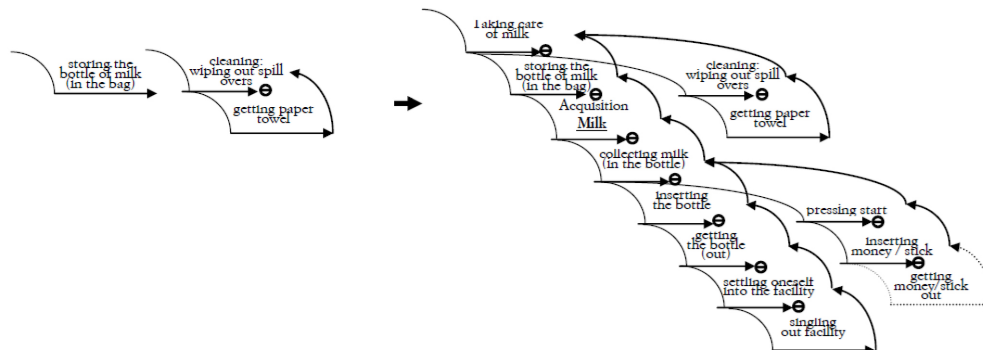 storing the
bottle of milk
(in the bag)
cleaning:
wiping out spill
overs
getting paper
towel
Taking care
of milk
storing the
bottle of milk
(in the bag)
cleaning:
wiping out spill
overs
getting paper
towel
Acquisition
Milk
collecting milk
(in the bottle)
inserting
the bottle
getting
the bottle
(out)
settling oneself
into the facility
singling
out facility
pressing start
inserting
money / stick
getting
money/stick
out